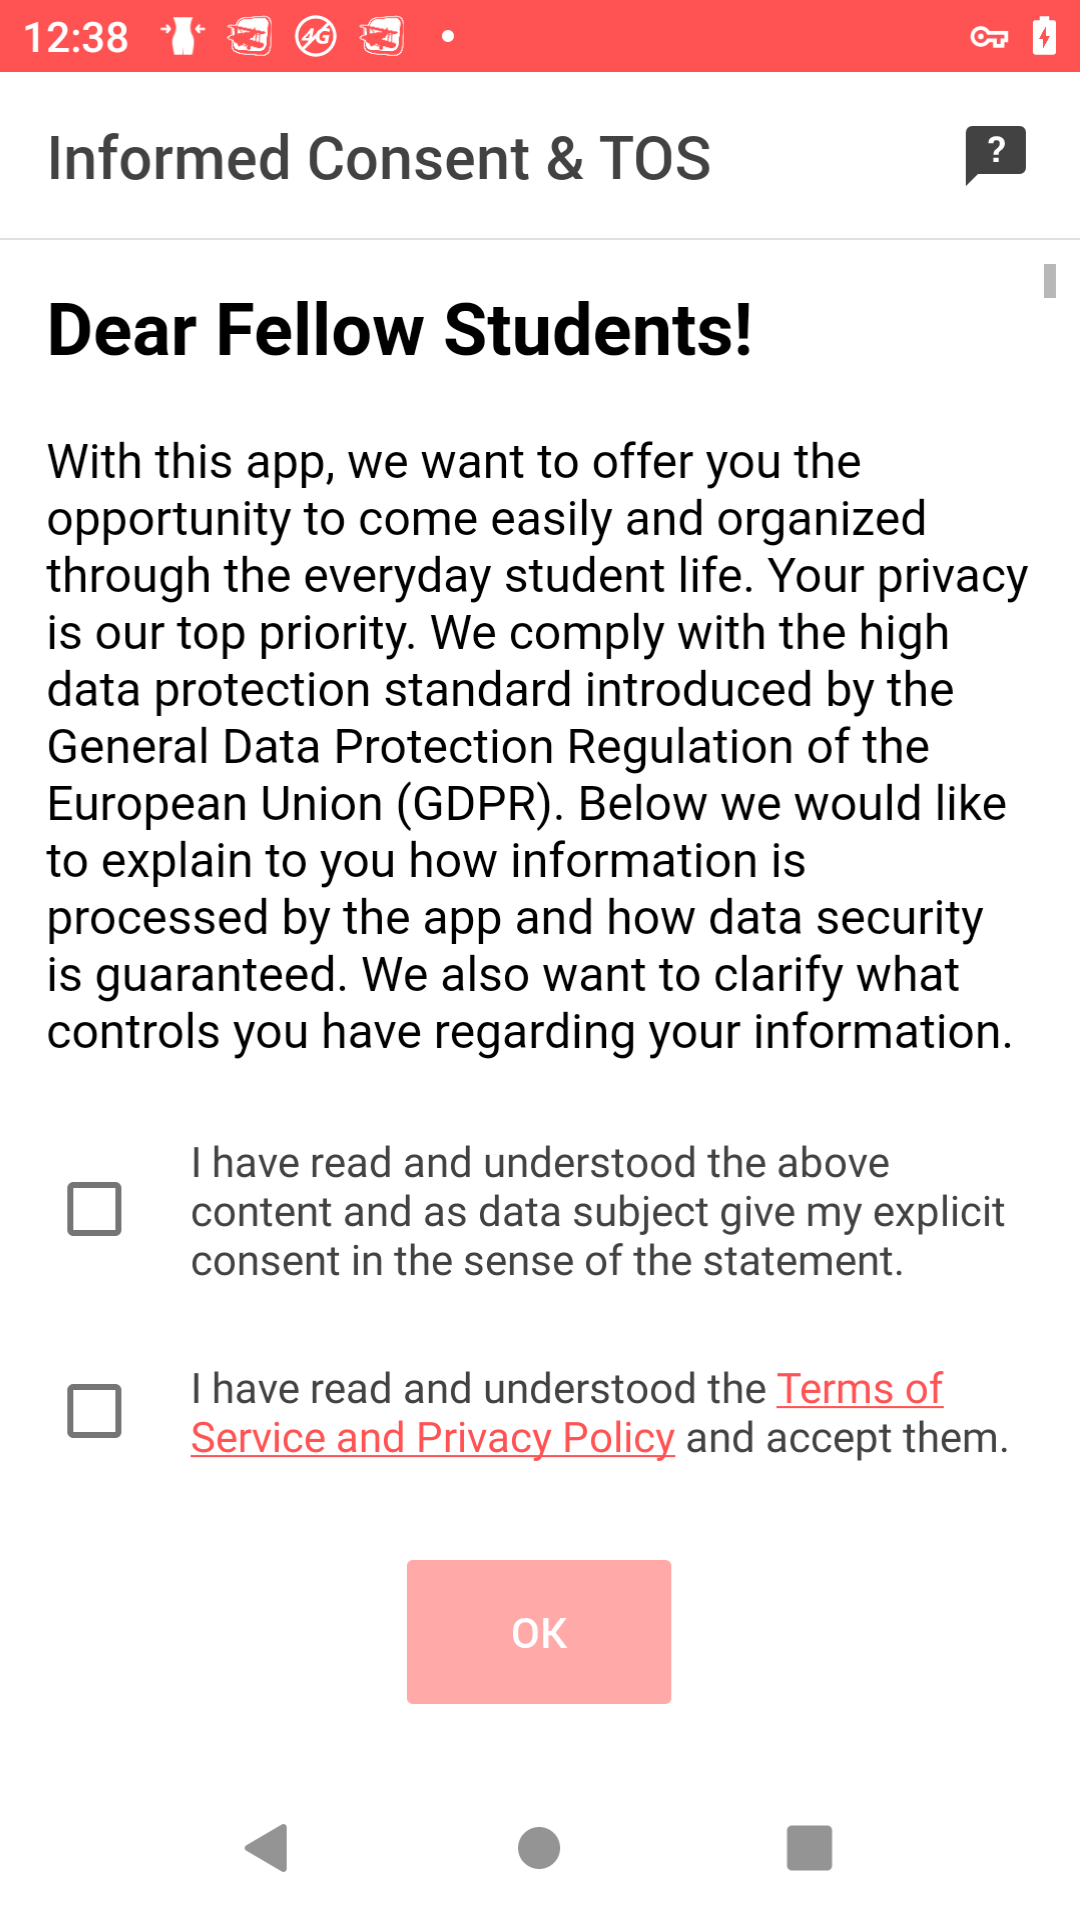 12:38
Informed Consent & TOS
?
Dear Fellow Students!
With this app, we want to offer you the
opportunity to come easily and organized
through the everyday student life. Your privacy
is our top priority. We comply with the high
data protection standard introduced by the
General Data Protection Regulation of the
European Union (GDPR). Below we would like
to explain to you how information is
processed by the app and how data security
is guaranteed. We also want to clarify what
controls you have regarding your information.
I have read and understood the above
content and as data subject give my explicit
consent in the sense of the statement.
I have read and understood the Terms of
Service and Privacy Policy and accept them.
OK